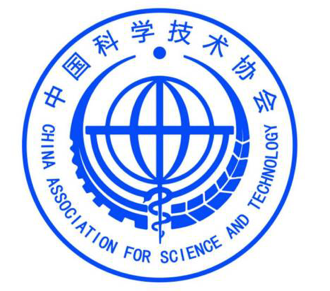 中国科学技术协会
CHINA ASSOCIATION FOR SCIENCE AND TECHNOLOGY